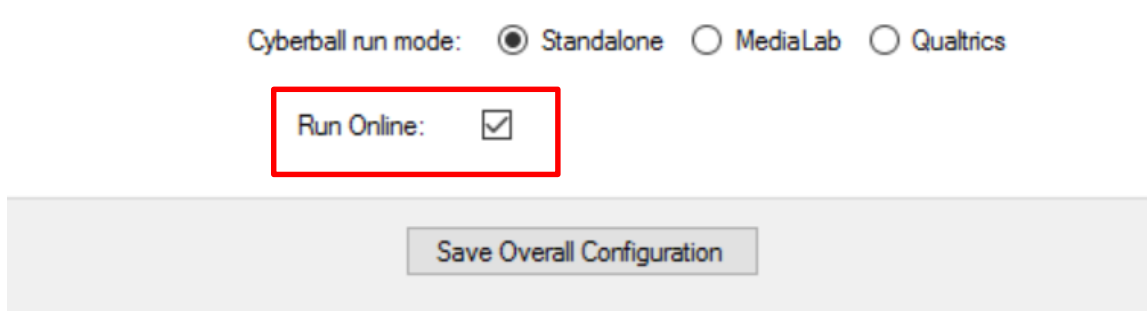 Cyberball run mode: Standalone MediaLab Qualtrics
Run Online:
Save Overall Configuration